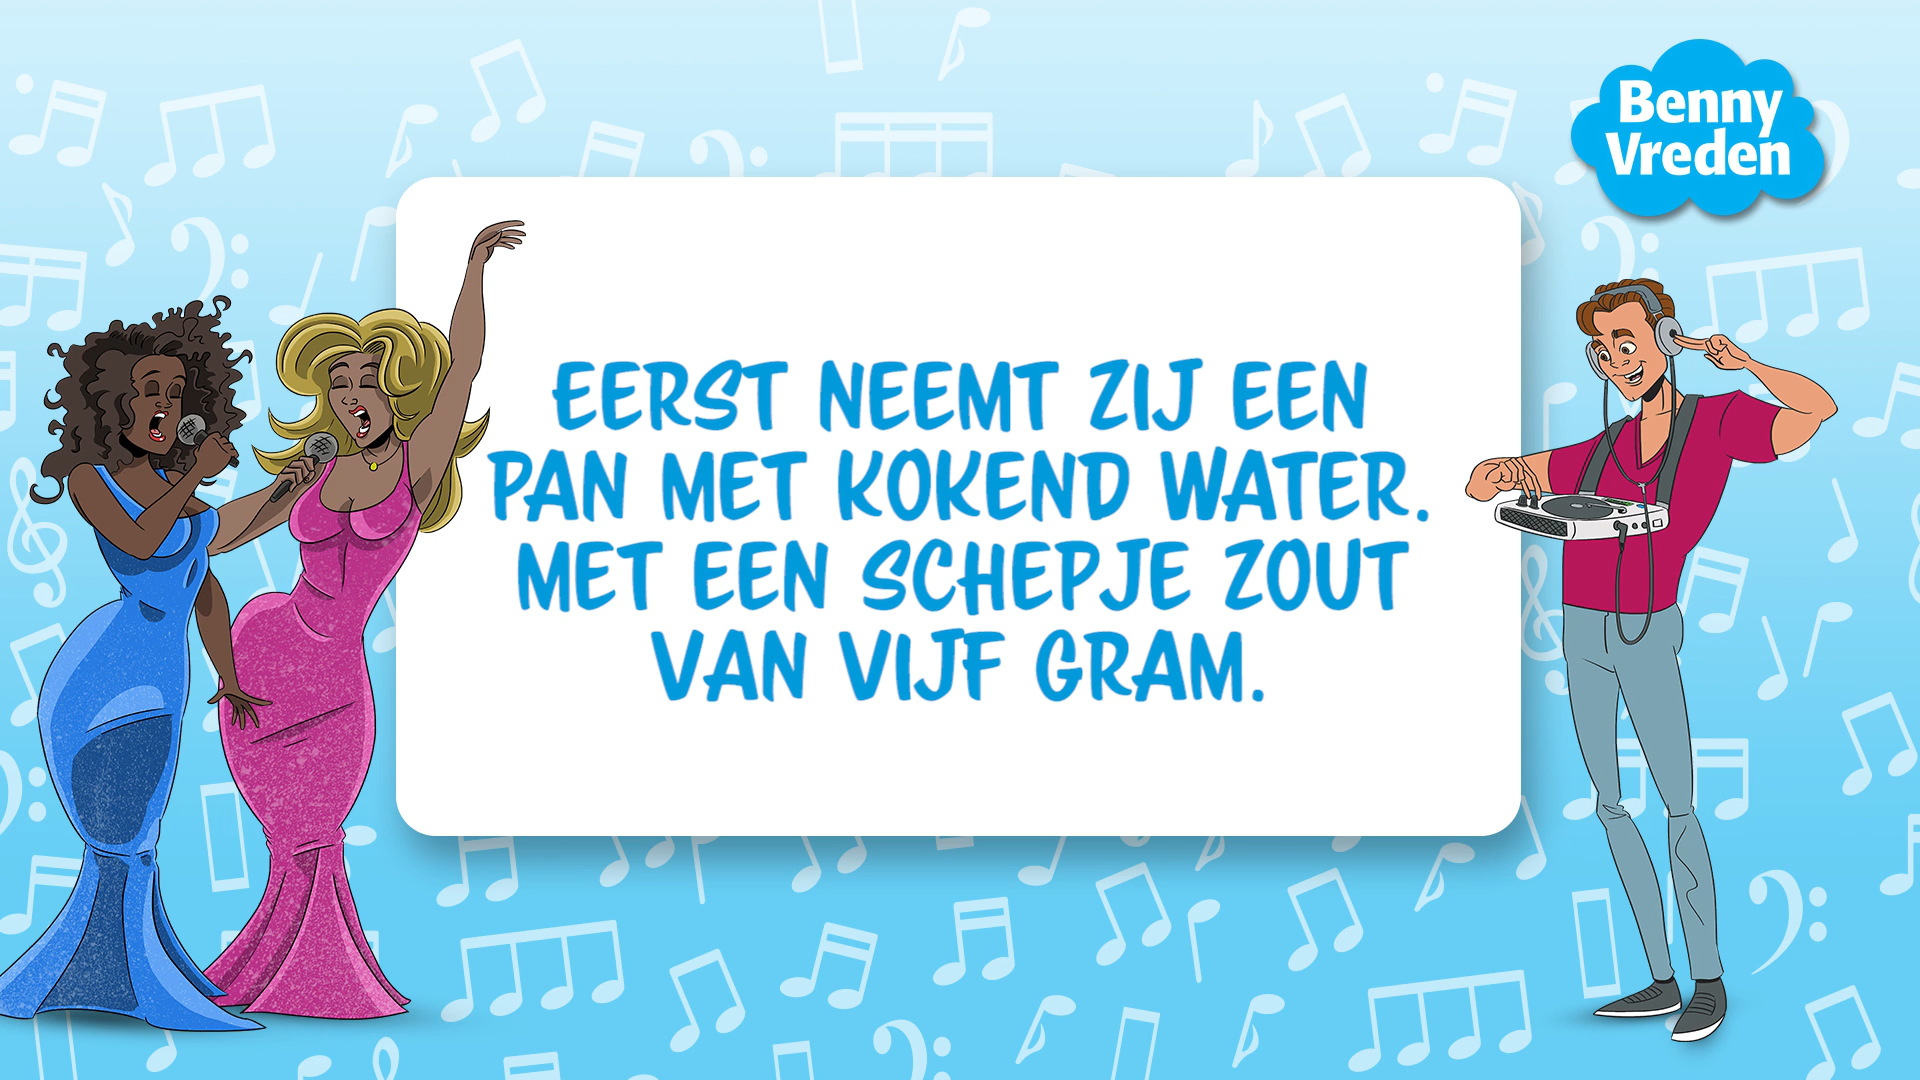 Benny
Vreden
EERST NEEMT ZIJ EEN
PAN MET KOKEND WATER.
MET EEN SCHEPJE ZOUT
VAN VIJF GRAM.